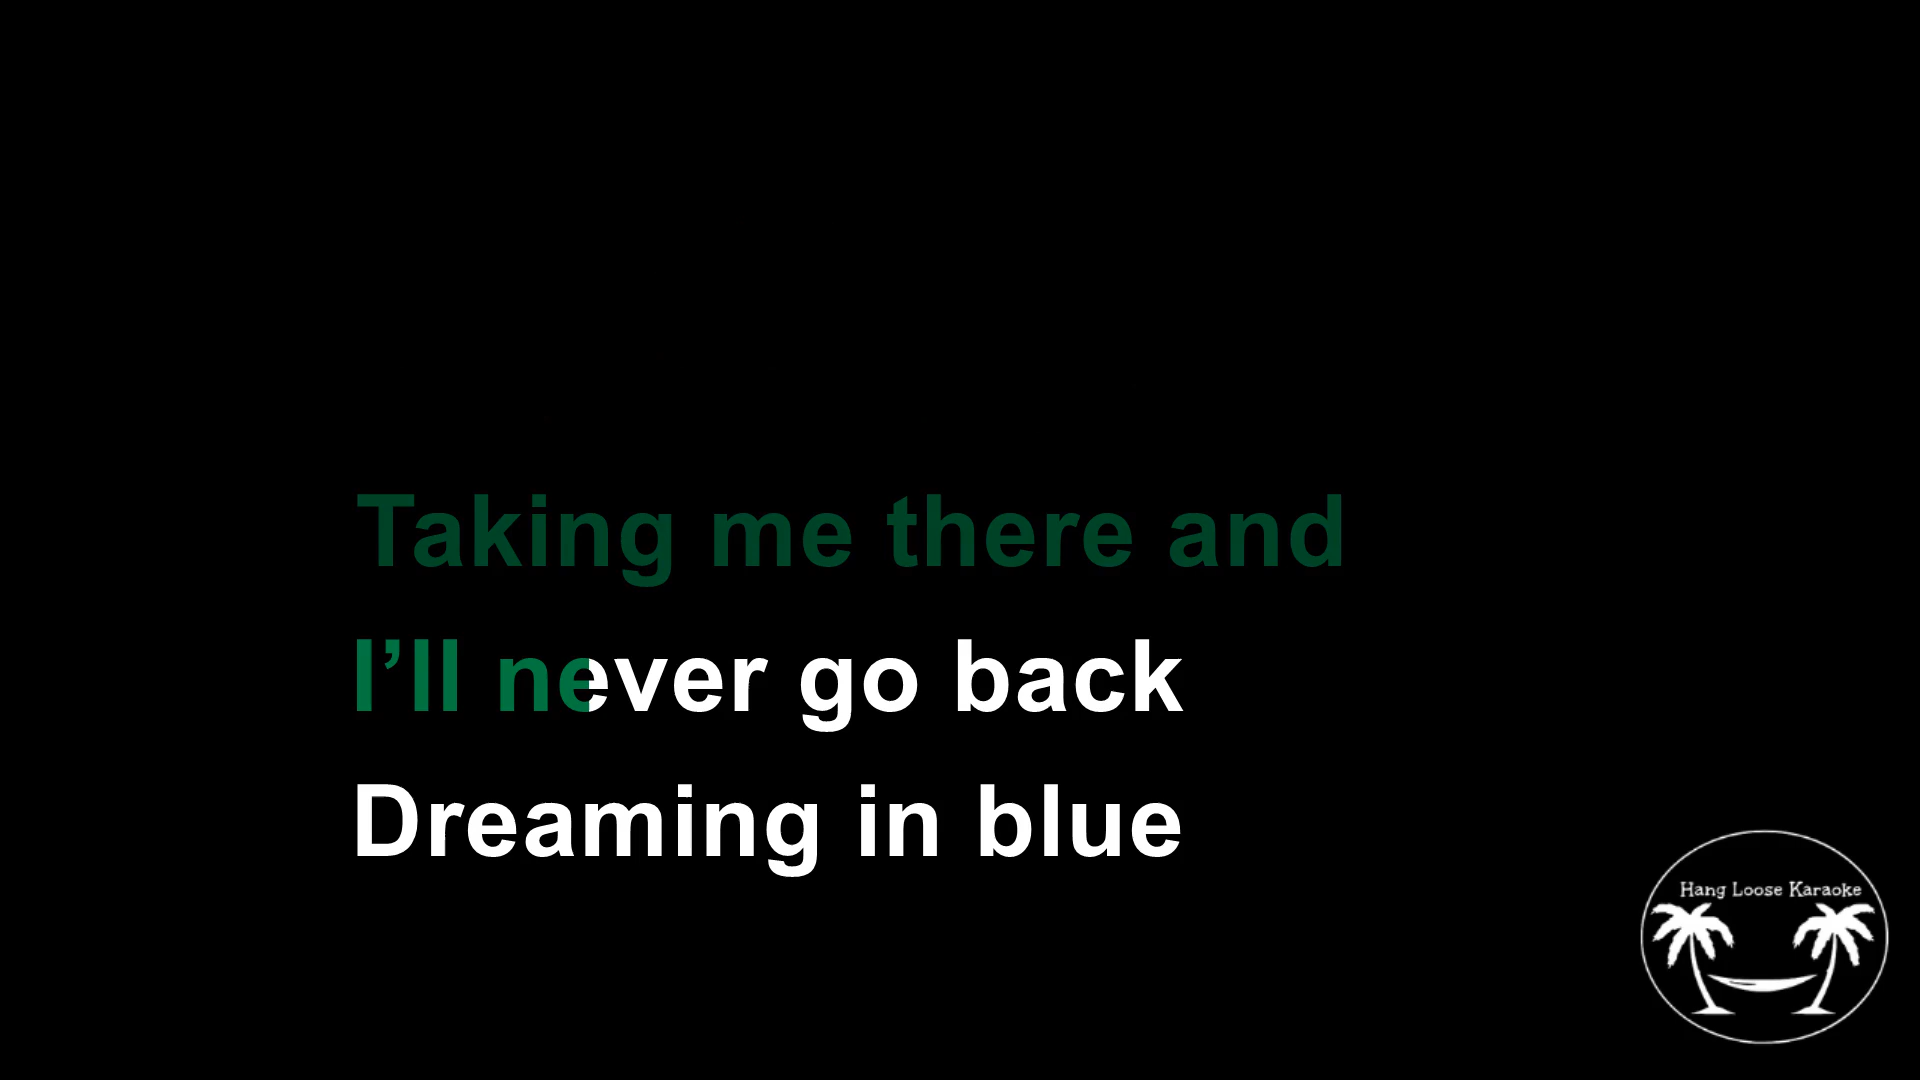 Taking me there and
I’ll never go back
Dreaming in blue
Hang Loose Karaoke